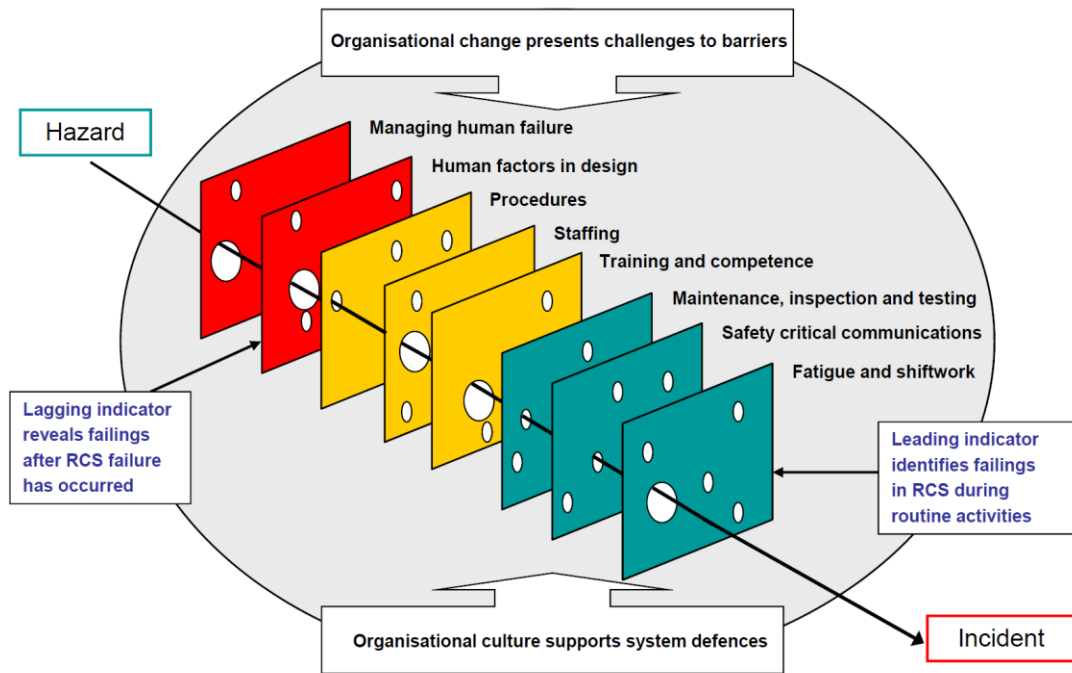 Organisational change presents challenges to barriers
Hazard
Managing human failure
Human factors in design
Procedures
Staffing
Training and competence
Maintenance, inspection and testing
Safety critical communications
Fatigue and shiftwork
Lagging indicator
reveals failings
after RCS failure
has occurred
Leading indicator
identifies failings
in RCS during
routine activities
Organisational culture supports system defences
Incident